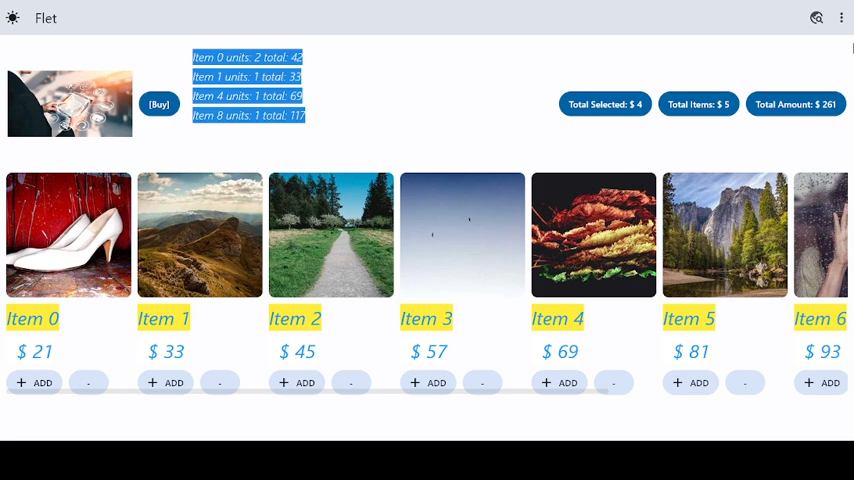 Flet
Item 0 units: 2 total: 42
Item 1 units: 1 total: 33
Item 4 units: 1 total: 69
Item 8 units: 1 total: 117
[Buy]
Total Selected: $ 4
Total Items: $ 5
Total Amount: $ 261
Item 0
Item 1
Item 2
Item 3
Item 4
Item 5
Item 6
$ 21
$ 33
$ 45
$ 57
$ 69
$ 81
$ 93
+ ADD
-
+ ADD
-
+ ADD
-
+ ADD
-
+ ADD
-
+ ADD
-
+ ADD